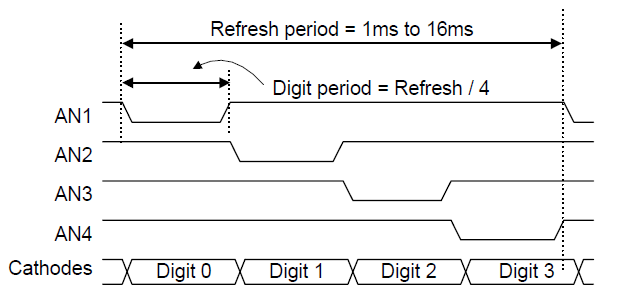 Refresh period = 1ms to 16ms
Digit period = Refresh / 4
AN1
AN2
AN3
AN4
Cathodes Digit 0 Digit 1 Digit 2 Digit 3